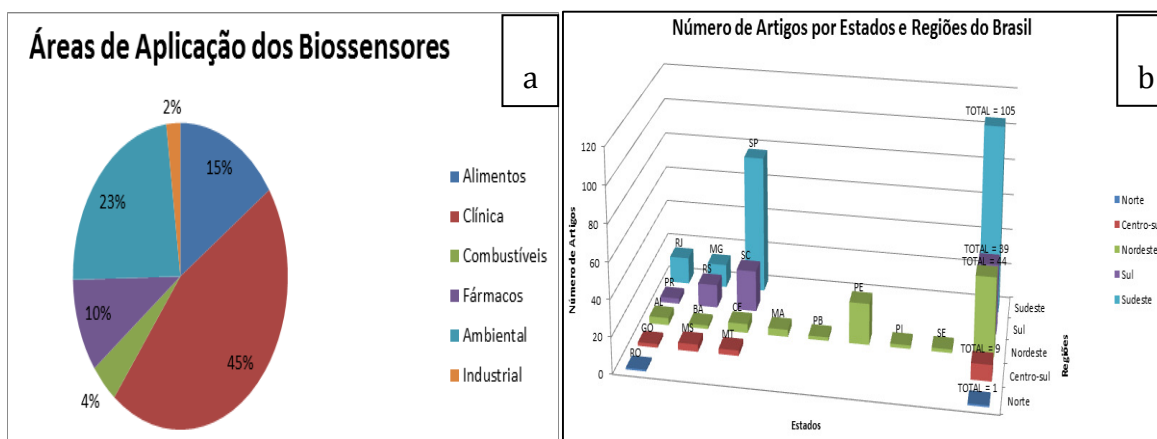 Áreas de Aplicação dos Biossensores
a
2%
15%
23%
10%
4%
45%
Alimentos
Clínica
Combustíveis
Fármacos
Ambiental
Industrial
Número de Artigos por Estados e Regiões do Brasil
b
Número de Artigos
120
100
80
60
40
20
0
TOTAL = 105
SP
RJ
MG
TOTAL = 39
PR
RS
SC
TOTAL = 44
AL
BA
CE
MA
PB
PE
PI
SE
TOTAL = 9
GO
MS
MT
TOTAL = 1
RO
Sudeste
Sul
Nordeste
Centro-sul
Norte
Regiões
Estados
Norte
Centro-sul
Nordeste
Sul
Sudeste